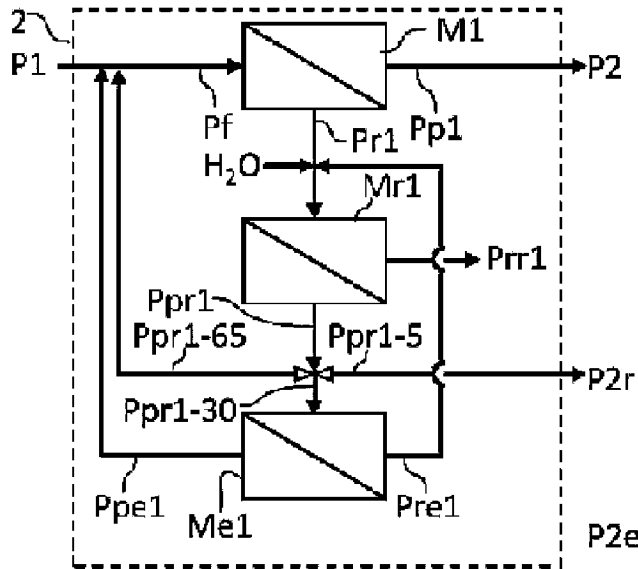 2
M1
P1
P2
Pf
Pp1
Pr1
H₂O
Mr1
Prr1
Ppr1
Ppr1-65
Ppr1-5
P2r
Ppr1-30
Ppe1
Me1
Pre1
P2e